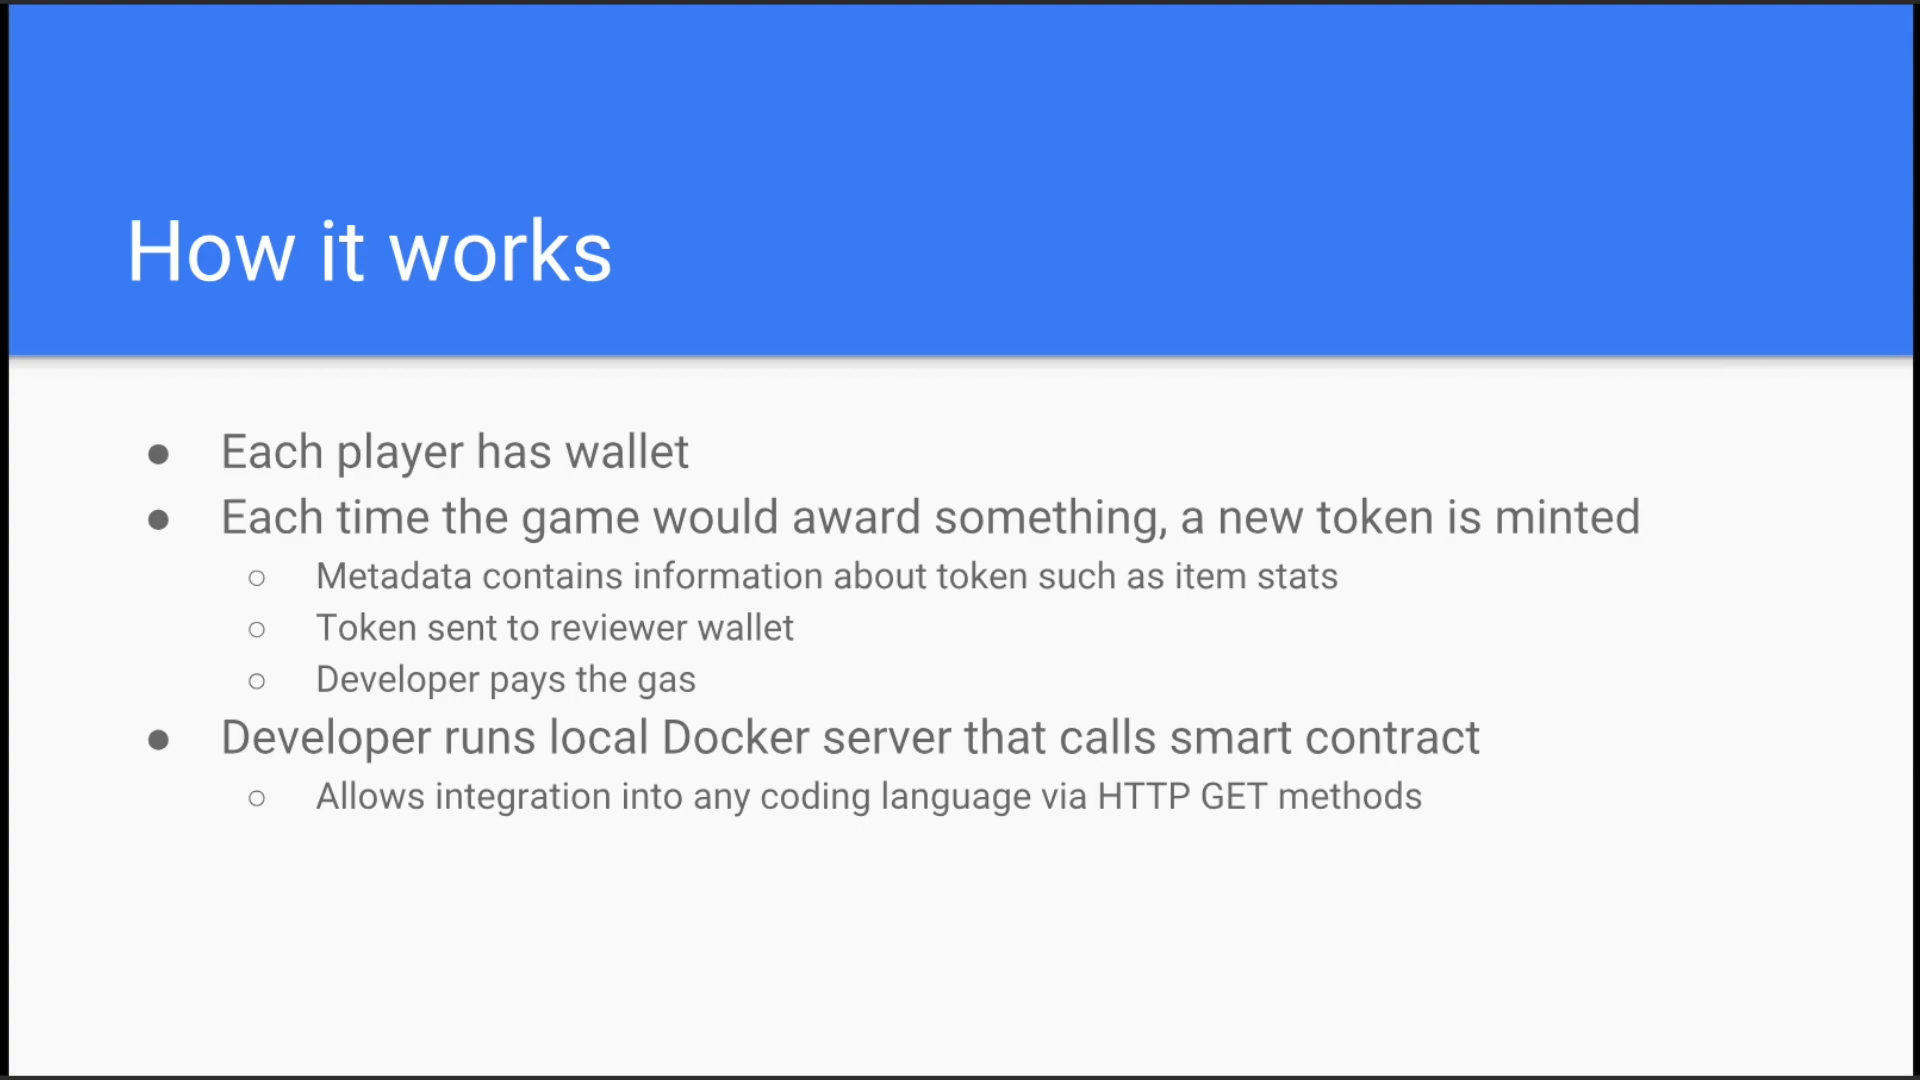 How it works
● Each player has wallet
● Each time the game would award something, a new token is minted
○ Metadata contains information about token such as item stats
○ Token sent to reviewer wallet
○ Developer pays the gas
● Developer runs local Docker server that calls smart contract
○ Allows integration into any coding language via HTTP GET methods